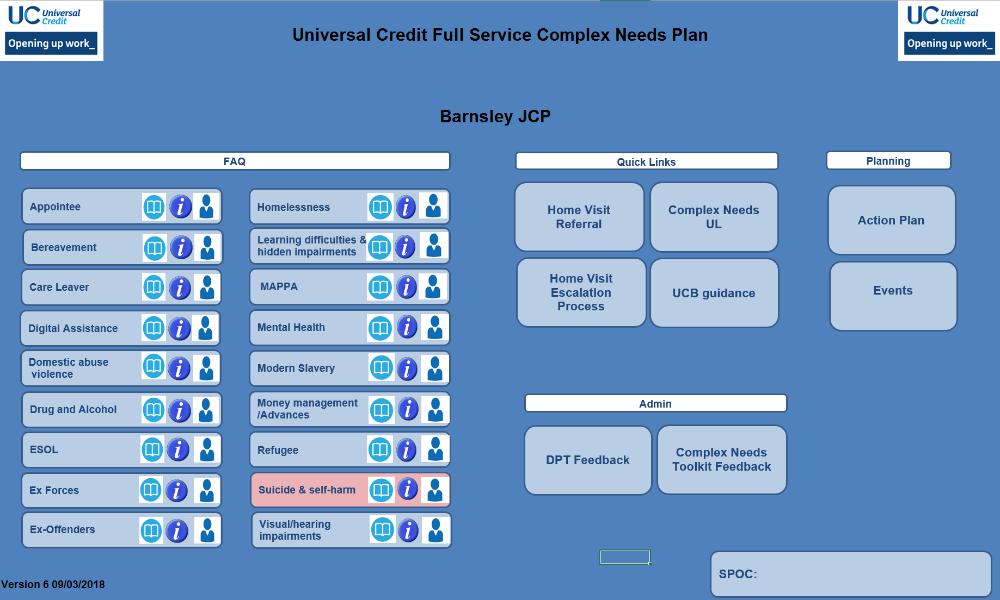 UC Universal
Credit
Opening up work_
Universal Credit Full Service Complex Needs Plan
UC Universal
Credit
Opening up work_
Barnsley JCP
FAQ
Appointee
Bereavement
Care Leaver
Digital Assistance
Domestic abuse
violence
Drug and Alcohol
ESOL
Ex Forces
Ex-Offenders
Homelessness
Learning difficulties &
hidden impairments
MAPPA
Mental Health
Modern Slavery
Money management
/Advances
Refugee
Suicide & self-harm
Visual/hearing
impairments
Quick Links
Home Visit
Referral
Complex Needs
UL
Home Visit
Escalation
Process
UCB guidance
Planning
Action Plan
Events
Admin
DPT Feedback
Complex Needs
Toolkit Feedback
SPOC:
Version 6 09/03/2018